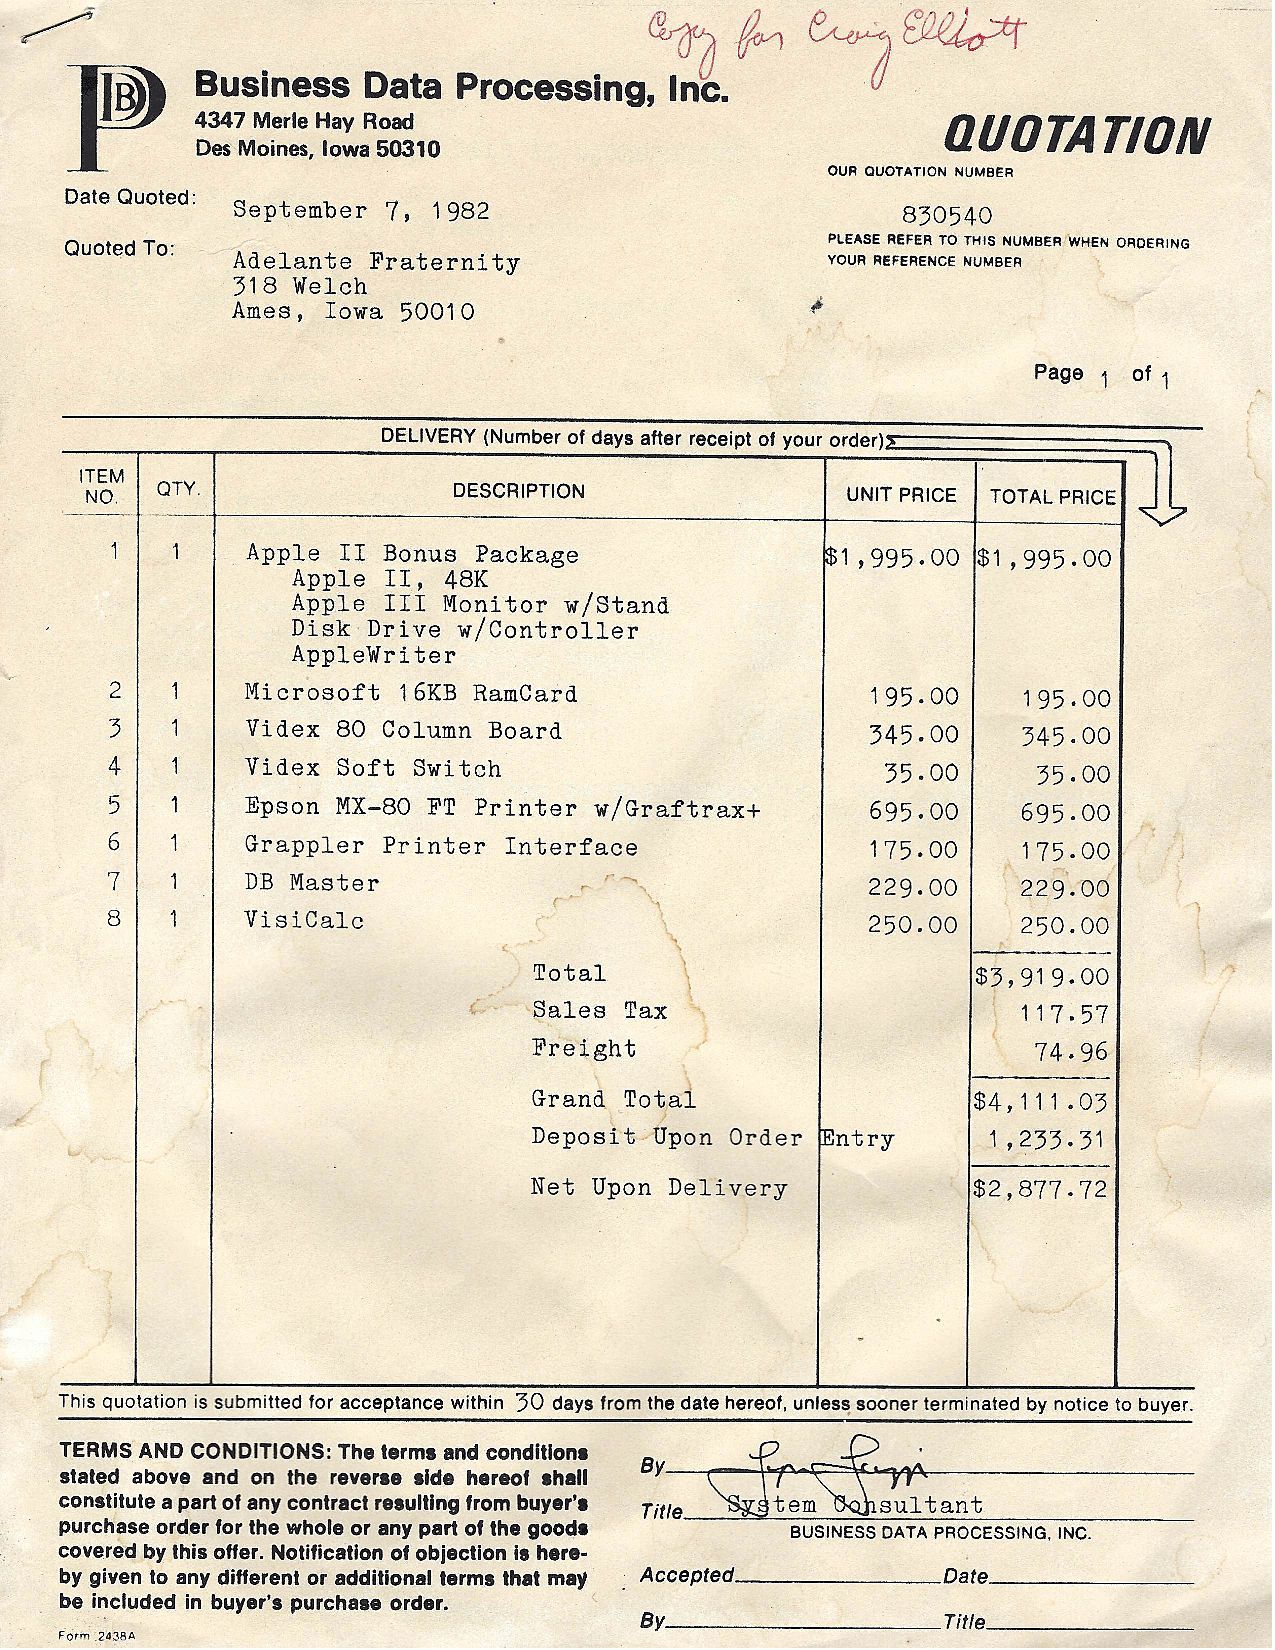 Copy for Craig Elliott
PBD
Business Data Processing, Inc.
4347 Merle Hay Road
Des Moines, Iowa 50310
QUOTATION
OUR QUOTATION NUMBER
830540
PLEASE REFER TO THIS NUMBER WHEN ORDERING
YOUR REFERENCE NUMBER
Date Quoted: September 7, 1982
Quoted To: Adelante Fraternity
318 Welch
Ames, Iowa 50010
Page 1 of 1
DELIVERY (Number of days after receipt of your order)
ITEM NO. QTY. DESCRIPTION UNIT PRICE TOTAL PRICE
1 1 Apple II Bonus Package $1,995.00 $1,995.00
Apple II, 48K
Apple III Monitor w/Stand
Disk Drive w/Controller
AppleWriter
2 1 Microsoft 16KB RamCard 195.00 195.00
3 1 Videx 80 Column Board 345.00 345.00
4 1 Videx Soft Switch 35.00 35.00
5 1 Epson MX-80 FT Printer w/Graftrax+ 695.00 695.00
6 1 Grappler Printer Interface 175.00 175.00
7 1 DB Master 229.00 229.00
8 1 VisiCalc 250.00 250.00
Total $3,919.00
Sales Tax 117.57
Freight 74.96
Grand Total $4,111.03
Deposit Upon Order Entry 1,233.31
Net Upon Delivery $2,877.72
This quotation is submitted for acceptance within 30 days from the date hereof, unless sooner terminated by notice to buyer.
TERMS AND CONDITIONS: The terms and conditions
stated above and on the reverse side hereof shall
constitute a part of any contract resulting from buyer's
purchase order for the whole or any part of the goods
covered by this offer. Notification of objection is here-
by given to any different or additional terms that may
be included in buyer's purchase order.
Form 2438A
By
Title System Consultant
BUSINESS DATA PROCESSING, INC.
Accepted Date
By Title